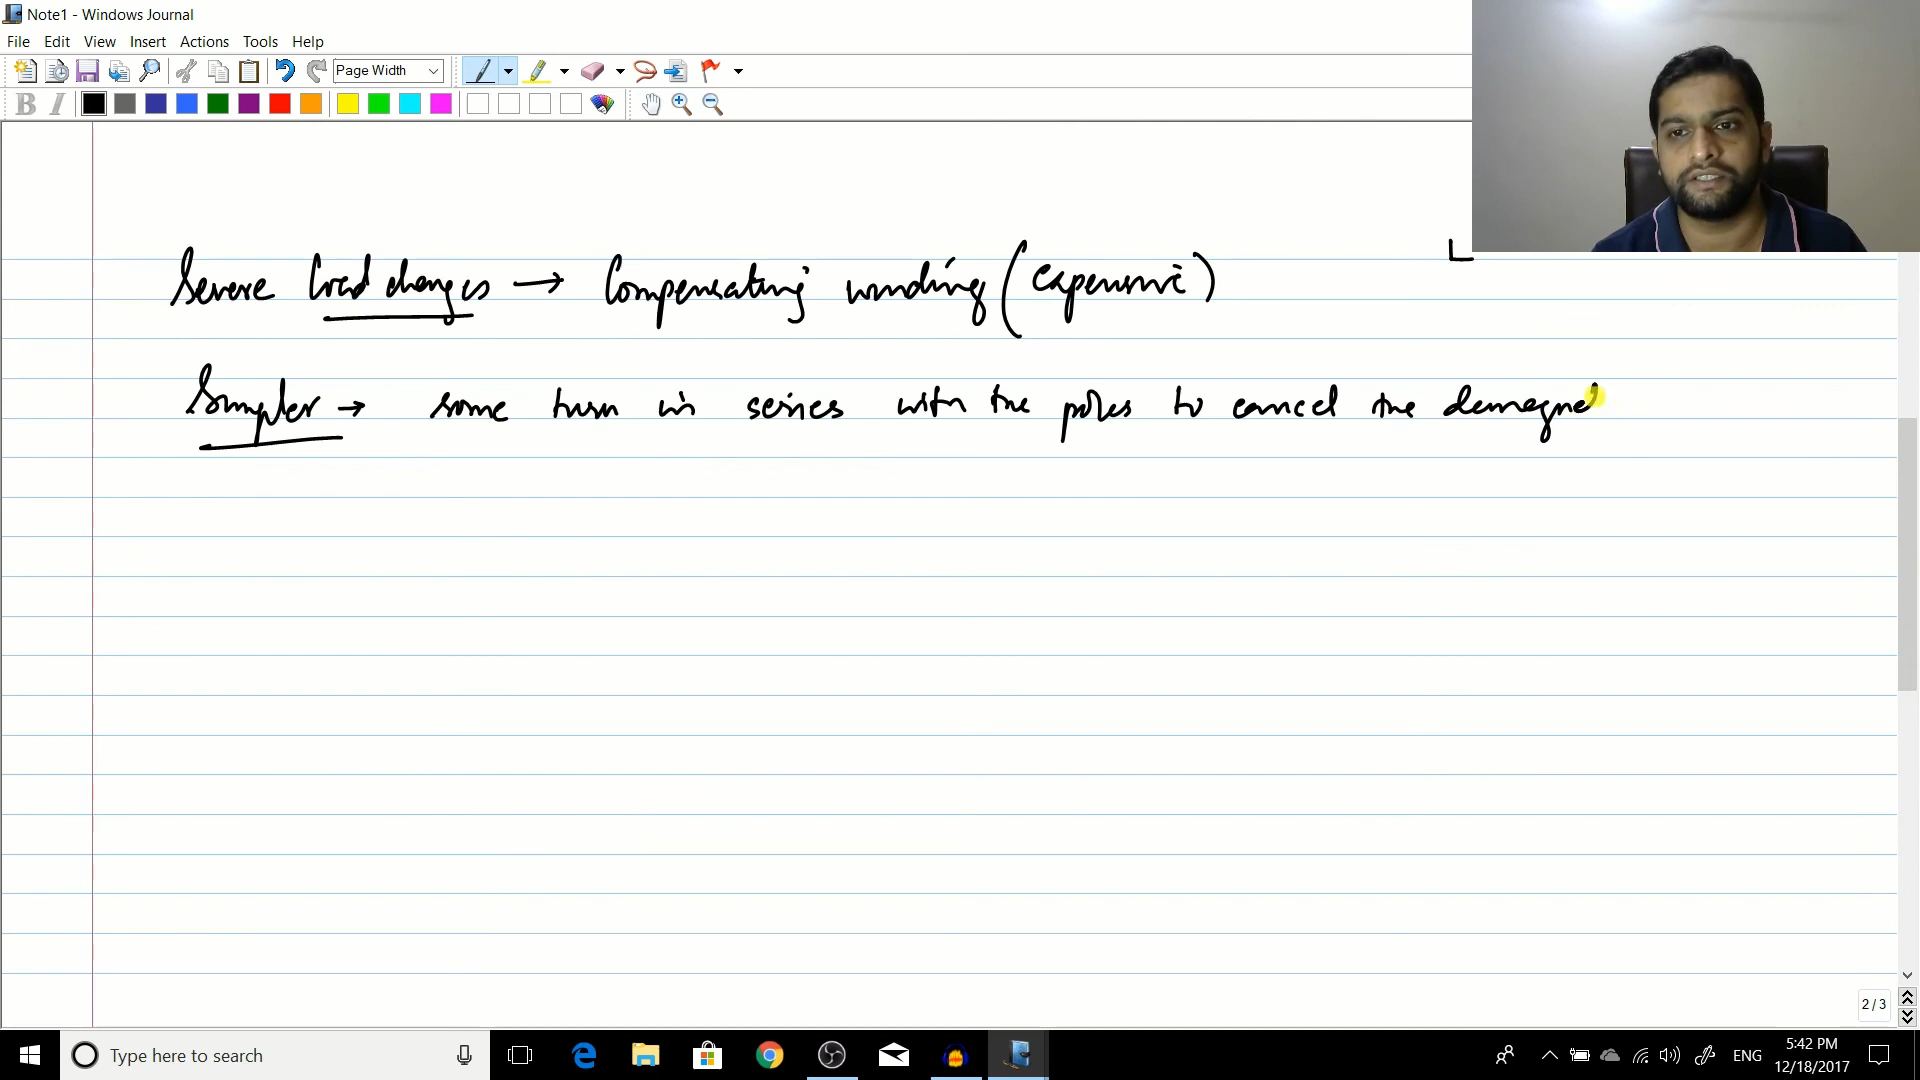 Note1 - Windows Journal
File Edit View Insert Actions Tools Help
Page Width
B I
Severe load changes → Compensating winding (expensive)
Simpler → some turn in series with the poles to cancel the demagne
2 / 3
Type here to search
ENG
5:42 PM
12/18/2017